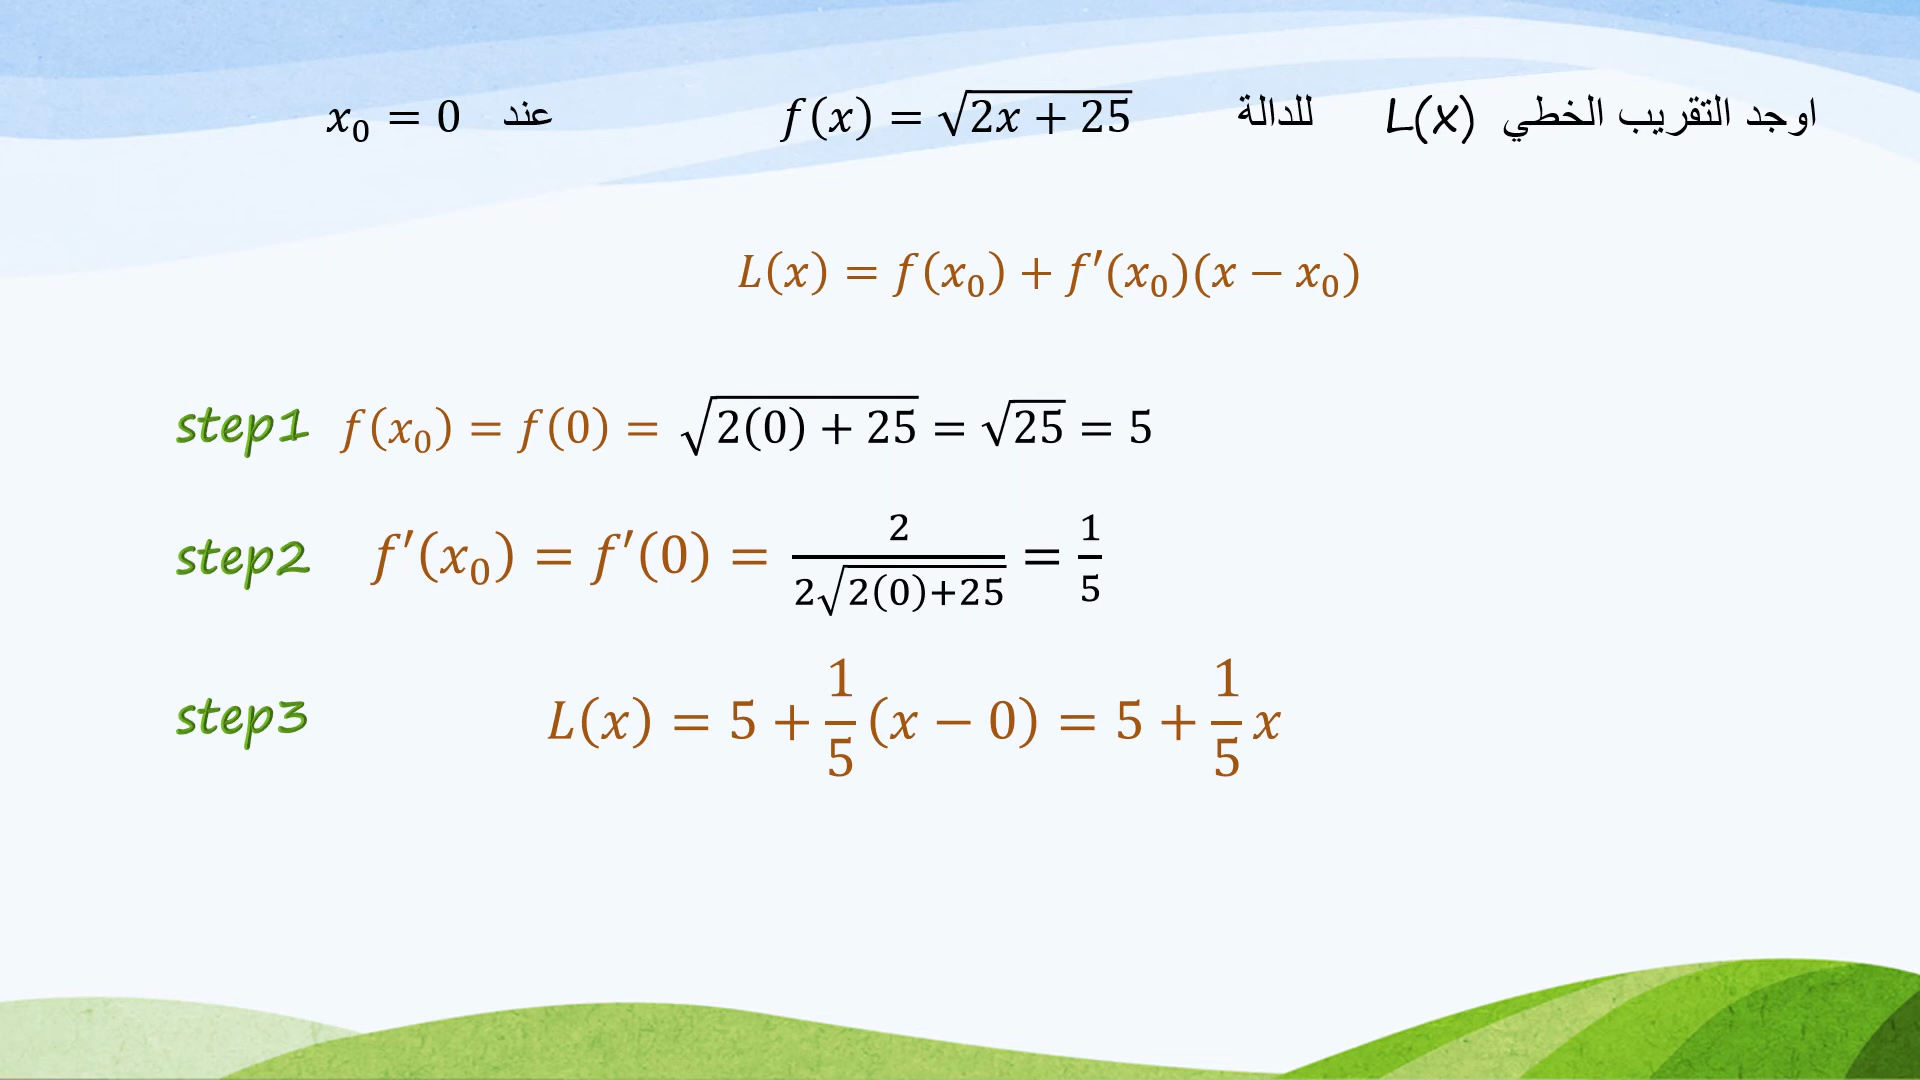 اوجد التقريب الخطي L(x) للدالة f(x) = √(2x + 25) عند x₀ = 0
L(x) = f(x₀) + f′(x₀)(x − x₀)
step1 f(x₀) = f(0) = √(2(0) + 25) = √25 = 5
step2 f′(x₀) = f′(0) = 2/(2√(2(0)+25)) = 1/5
step3 L(x) = 5 + 1/5 (x − 0) = 5 + 1/5 x